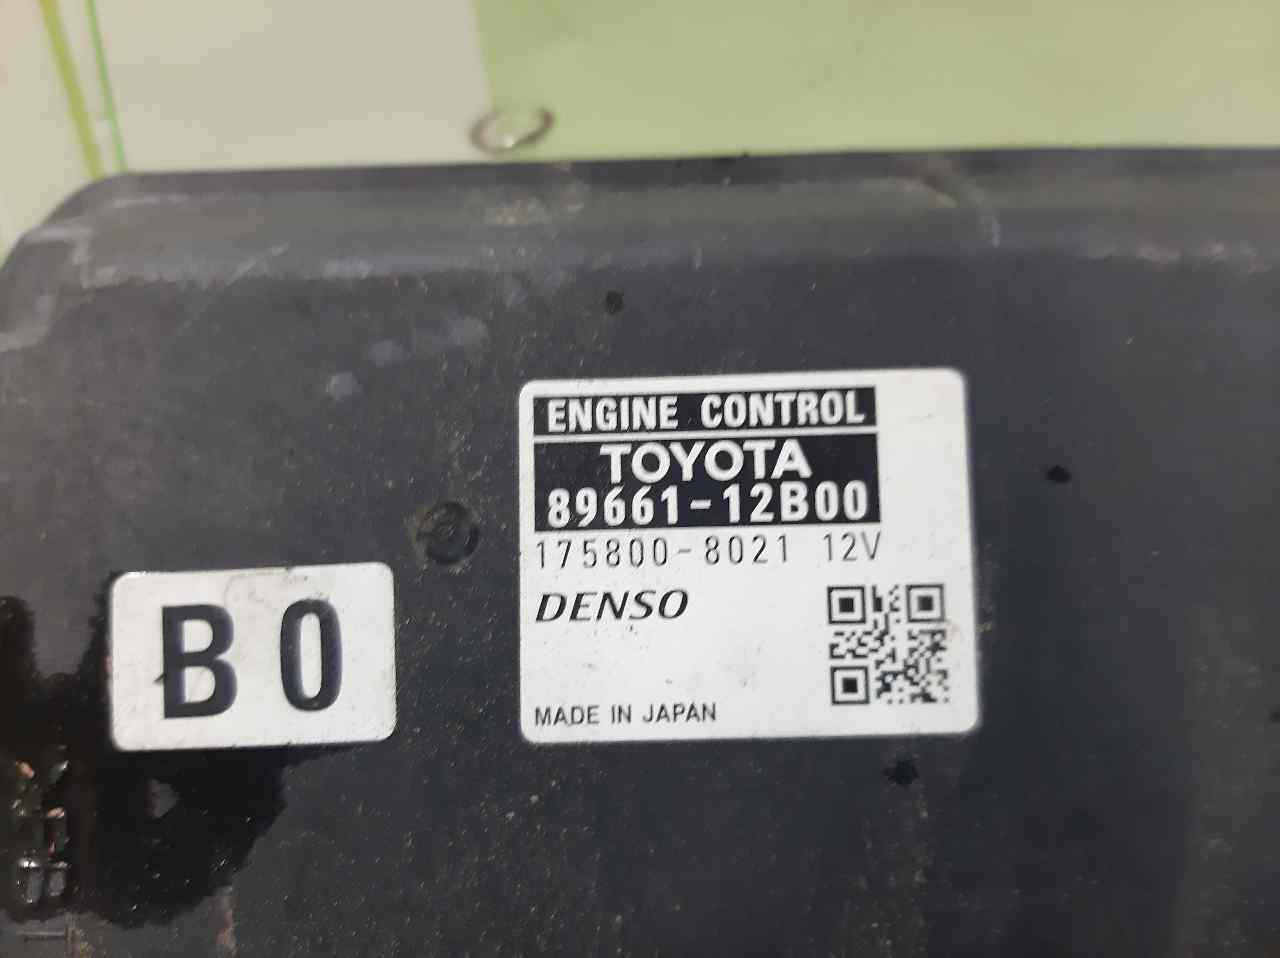 ENGINE CONTROL
TOYOTA
89661-12B00
175800-8021 12V
DENSO
MADE IN JAPAN
B0